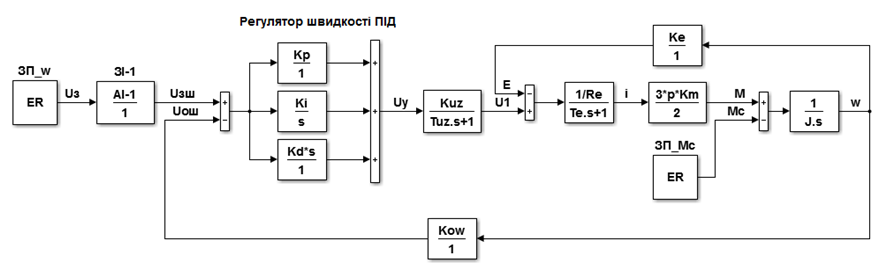 Регулятор швидкості ПІД
ЗП_w
ER
Uз
ЗІ-1
AI-1
1
Uзш
Uош
+
−
Kp
1
Ki
s
Kd*s
1
+
+
+
Uy
Kuz
Tuz.s+1
E
U1
−
+
1/Re
Te.s+1
i
3*p*Km
2
M
Mc
+
−
1
J.s
w
Ke
1
ЗП_Mc
ER
Kow
1